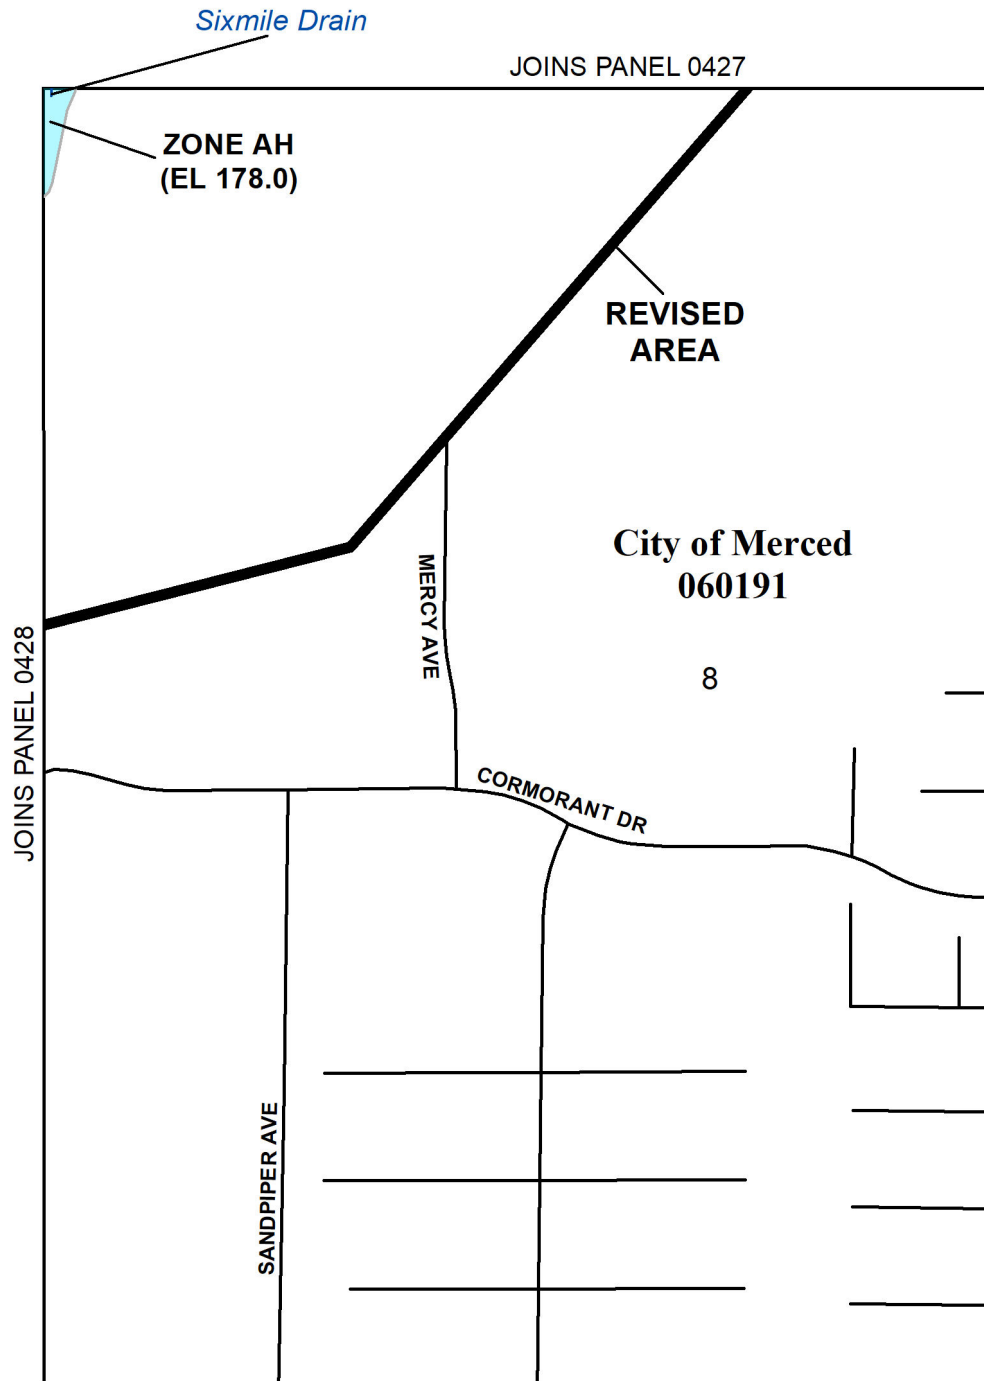 Sixmile Drain
JOINS PANEL 0427
ZONE AH
(EL 178.0)
REVISED
AREA
City of Merced
060191
MERCY AVE
8
JOINS PANEL 0428
CORMORANT DR
SANDPIPER AVE